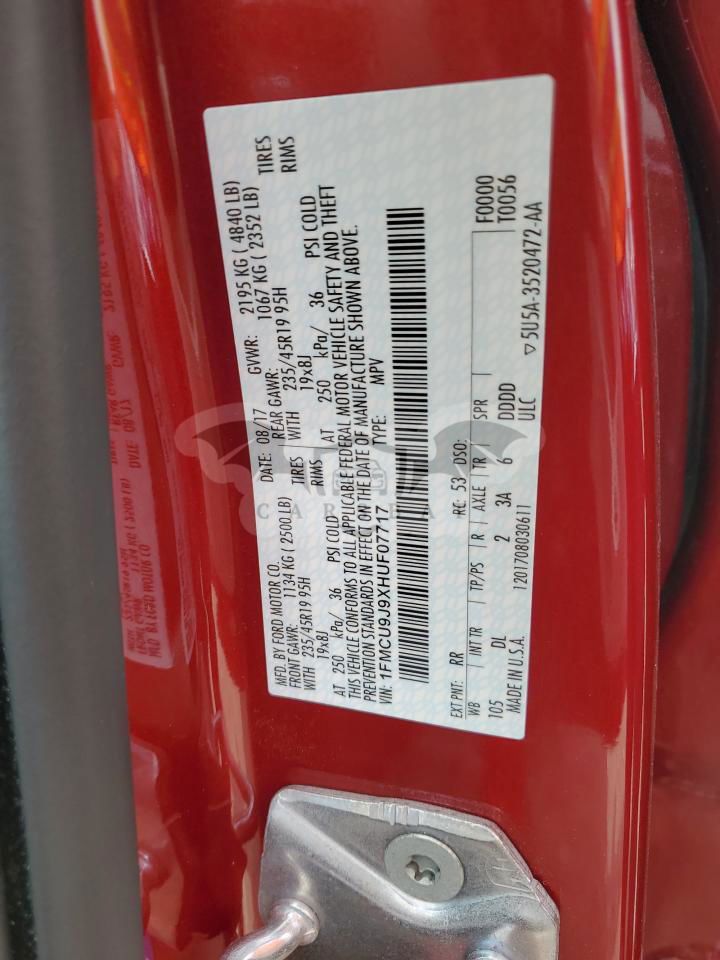 MFD. BY FORD MOTOR CO. DATE: 08/17 GVWR: 2195 KG ( 4840 LB)
FRONT GAWR: 1134 KG (2500 LB) REAR GAWR: 1067 KG ( 2352 LB)
WITH 235/45R19 95H TIRES WITH 235/45R19 95H TIRES
19x8J RIMS 19x8J RIMS
AT 250 kPa/ 36 PSI COLD AT 250 kPa/ 36 PSI COLD
THIS VEHICLE CONFORMS TO ALL APPLICABLE FEDERAL MOTOR VEHICLE SAFETY AND THEFT
PREVENTION STANDARDS IN EFFECT ON THE DATE OF MANUFACTURE SHOWN ABOVE.
VIN: 1FMCU9J9XHUF07717 TYPE: MPV
EXT PNT: RR RC: 53 DSO: F0000
T0056
WB INT TR TP/PS R AXLE TR SPR
105 DL 2 3A 6 DDDD
MADE IN U.S.A. 1201708030611 ULC ▽5U5A-3520472-AA